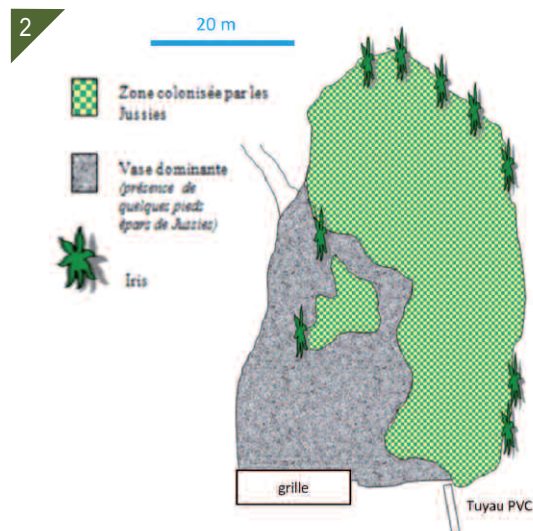 2
20 m
Zone colonisée par les
Jussies
Vase dominante
(présence de
quelques pieds
épars de Jussies)
Iris
grille
Tuyau PVC